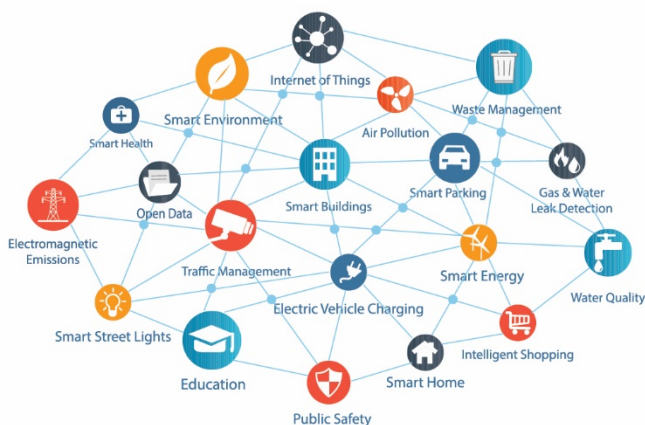 Internet of Things
Smart Environment
Air Pollution
Waste Management
Smart Health
Open Data
Smart Buildings
Smart Parking
Gas & Water
Leak Detection
Electromagnetic
Emissions
Traffic Management
Smart Energy
Water Quality
Electric Vehicle Charging
Smart Street Lights
Intelligent Shopping
Education
Smart Home
Public Safety